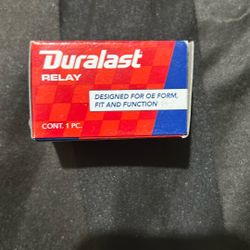 Duralast
RELAY
DESIGNED FOR OE FORM,
FIT AND FUNCTION
CONT. 1 PC.